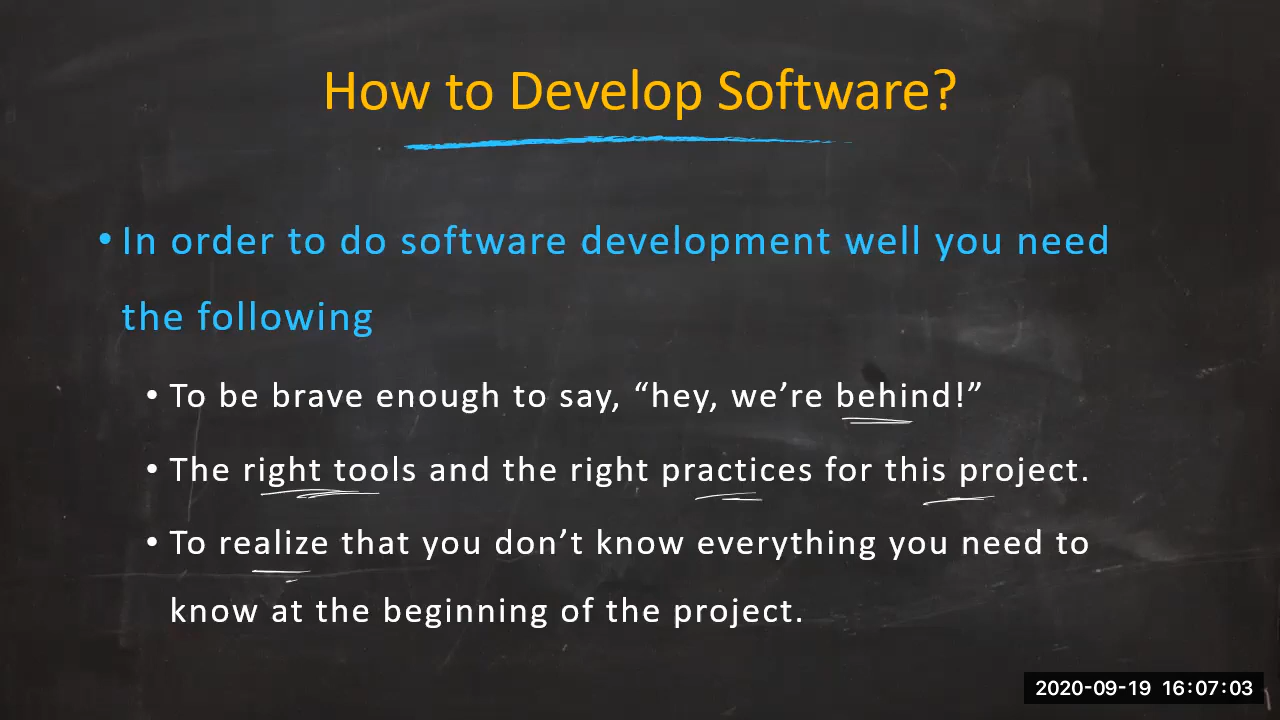 How to Develop Software?
• In order to do software development well you need
the following
• To be brave enough to say, “hey, we’re behind!”
• The right tools and the right practices for this project.
• To realize that you don’t know everything you need to
know at the beginning of the project.
2020-09-19 16:07:03